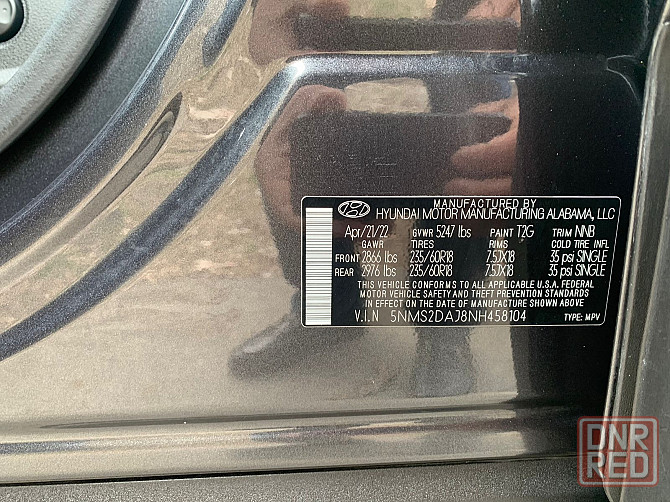 MANUFACTURED BY
HYUNDAI MOTOR MANUFACTURING ALABAMA, LLC
Apr/21/22 GVWR 5247 lbs PAINT T2G TRIM NNB
GAWR TIRES RIMS COLD TIRE INFL
FRONT 2866 lbs 235/60R18 7.5JX18 35 psi SINGLE
REAR 2976 lbs 235/60R18 7.5JX18 35 psi SINGLE
THIS VEHICLE CONFORMS TO ALL APPLICABLE U.S.A. FEDERAL
MOTOR VEHICLE SAFETY AND THEFT PREVENTION STANDARDS
IN EFFECT ON THE DATE OF MANUFACTURE SHOWN ABOVE
V.I.N 5NMS2DAJ8NH458104 TYPE: MPV
DNR
RED